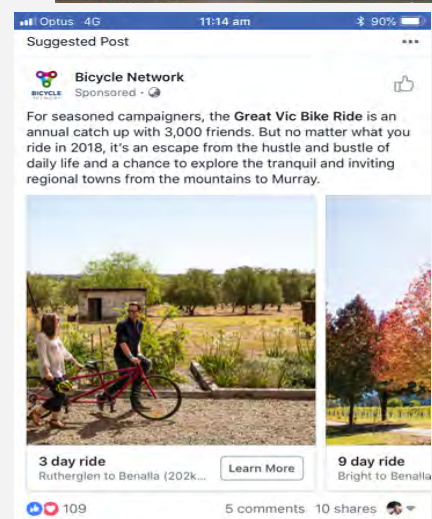 Optus 4G 11:14 am 90%
Suggested Post
Bicycle Network
Sponsored
BICYCLE
NETWORK
For seasoned campaigners, the Great Vic Bike Ride is an
annual catch up with 3,000 friends. But no matter what you
ride in 2018, it's an escape from the hustle and bustle of
daily life and a chance to explore the tranquil and inviting
regional towns from the mountains to Murray.
3 day ride
Rutherglen to Benalla (202k...
Learn More
9 day ride
Bright to Benalla
109 5 comments 10 shares